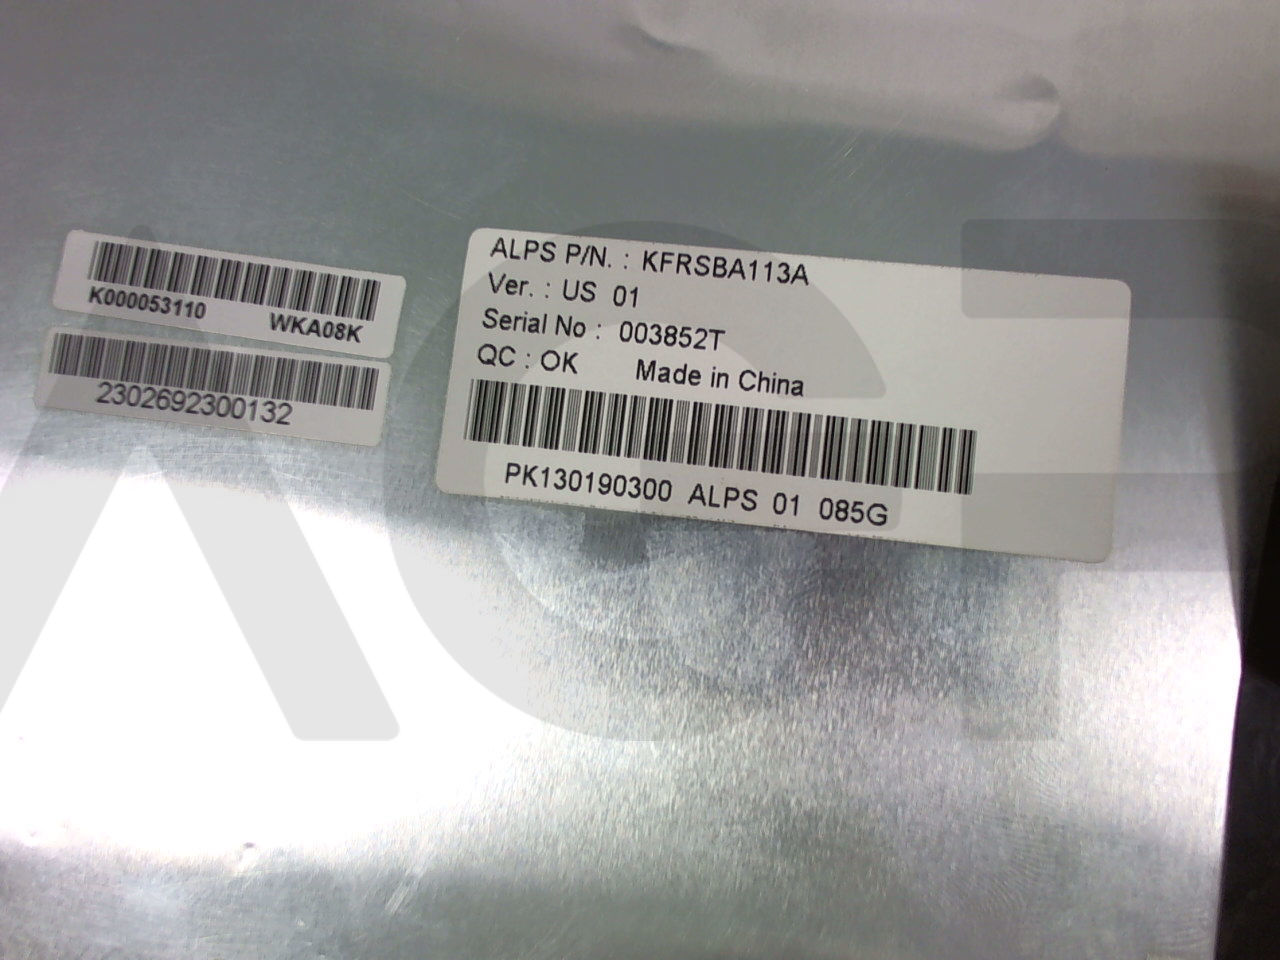 K000053110 WKA08K
2302692300132
ALPS P/N. : KFRSBA113A
Ver. : US 01
Serial No : 003852T
QC : OK Made in China
PK130190300 ALPS 01 085G